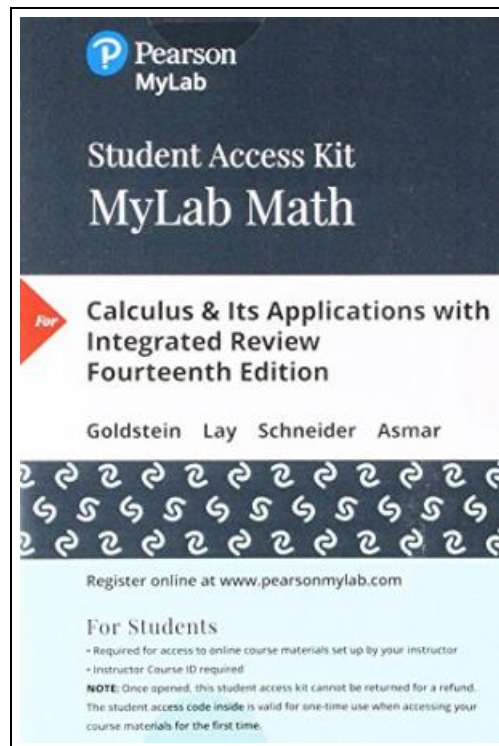 Pearson
MyLab
Student Access Kit
MyLab Math
For
Calculus & Its Applications with
Integrated Review
Fourteenth Edition
Goldstein Lay Schneider Asmar
Register online at www.pearsonmylab.com
For Students
• Required for access to online course materials set up by your instructor
• Instructor Course ID required
NOTE: Once opened, this student access kit cannot be returned for a refund.
The student access code inside is valid for one-time use when accessing your
course materials for the first time.